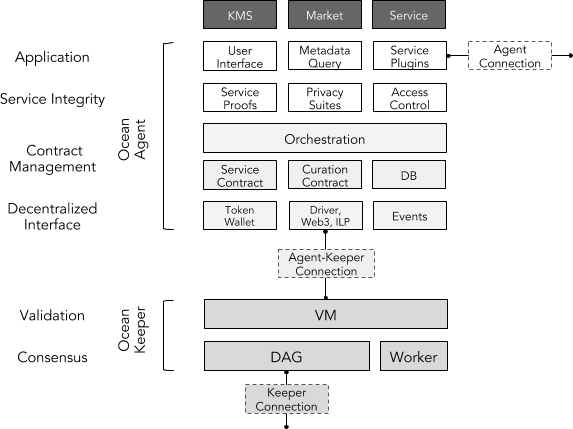 KMS
Market
Service
Application
User
Interface
Metadata
Query
Service
Plugins
Agent
Connection
Service Integrity
Service
Proofs
Privacy
Suites
Access
Control
Ocean
Agent
Orchestration
Contract
Management
Service
Contract
Curation
Contract
DB
Decentralized
Interface
Token
Wallet
Driver,
Web3, ILP
Events
Agent-Keeper
Connection
Validation
VM
Ocean
Keeper
Consensus
DAG
Worker
Keeper
Connection